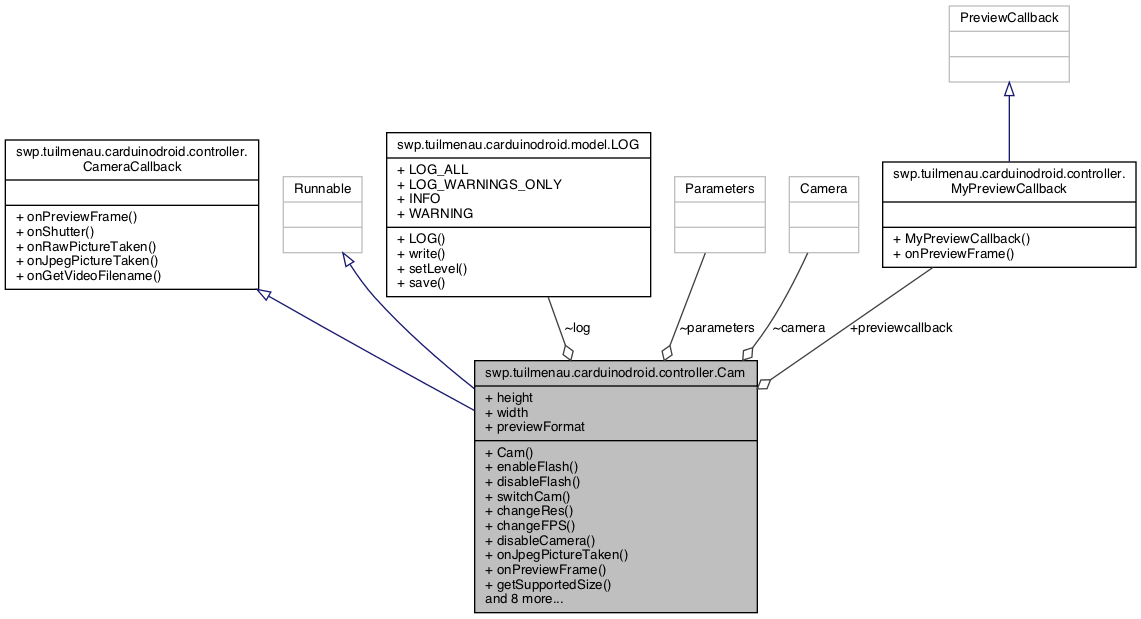 PreviewCallback
swp.tuilmenau.carduinodroid.controller.
CameraCallback
+ onPreviewFrame()
+ onShutter()
+ onRawPictureTaken()
+ onJpegPictureTaken()
+ onGetVideoFilename()
Runnable
swp.tuilmenau.carduinodroid.model.LOG
+ LOG_ALL
+ LOG_WARNINGS_ONLY
+ INFO
+ WARNING
+ LOG()
+ write()
+ setLevel()
+ save()
Parameters
Camera
swp.tuilmenau.carduinodroid.controller.
MyPreviewCallback
+ MyPreviewCallback()
+ onPreviewFrame()
~log
~parameters
~camera
+previewcallback
swp.tuilmenau.carduinodroid.controller.Cam
+ height
+ width
+ previewFormat
+ Cam()
+ enableFlash()
+ disableFlash()
+ switchCam()
+ changeRes()
+ changeFPS()
+ disableCamera()
+ onJpegPictureTaken()
+ onPreviewFrame()
+ getSupportedSize()
and 8 more...